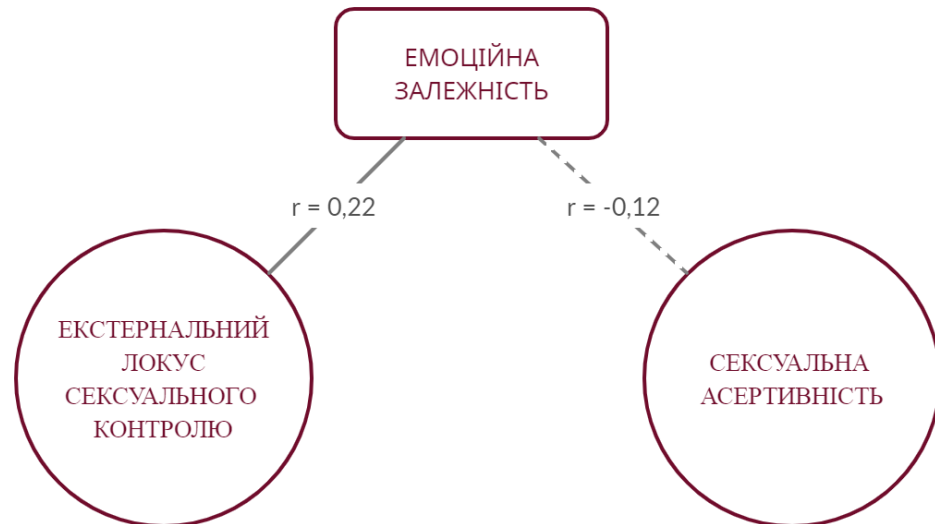 ЕМОЦІЙНА
ЗАЛЕЖНІСТЬ
r = 0,22
r = -0,12
ЕКСТЕРНАЛЬНИЙ
ЛОКУС
СЕКСУАЛЬНОГО
КОНТРОЛЮ
СЕКСУАЛЬНА
АСЕРТИВНІСТЬ